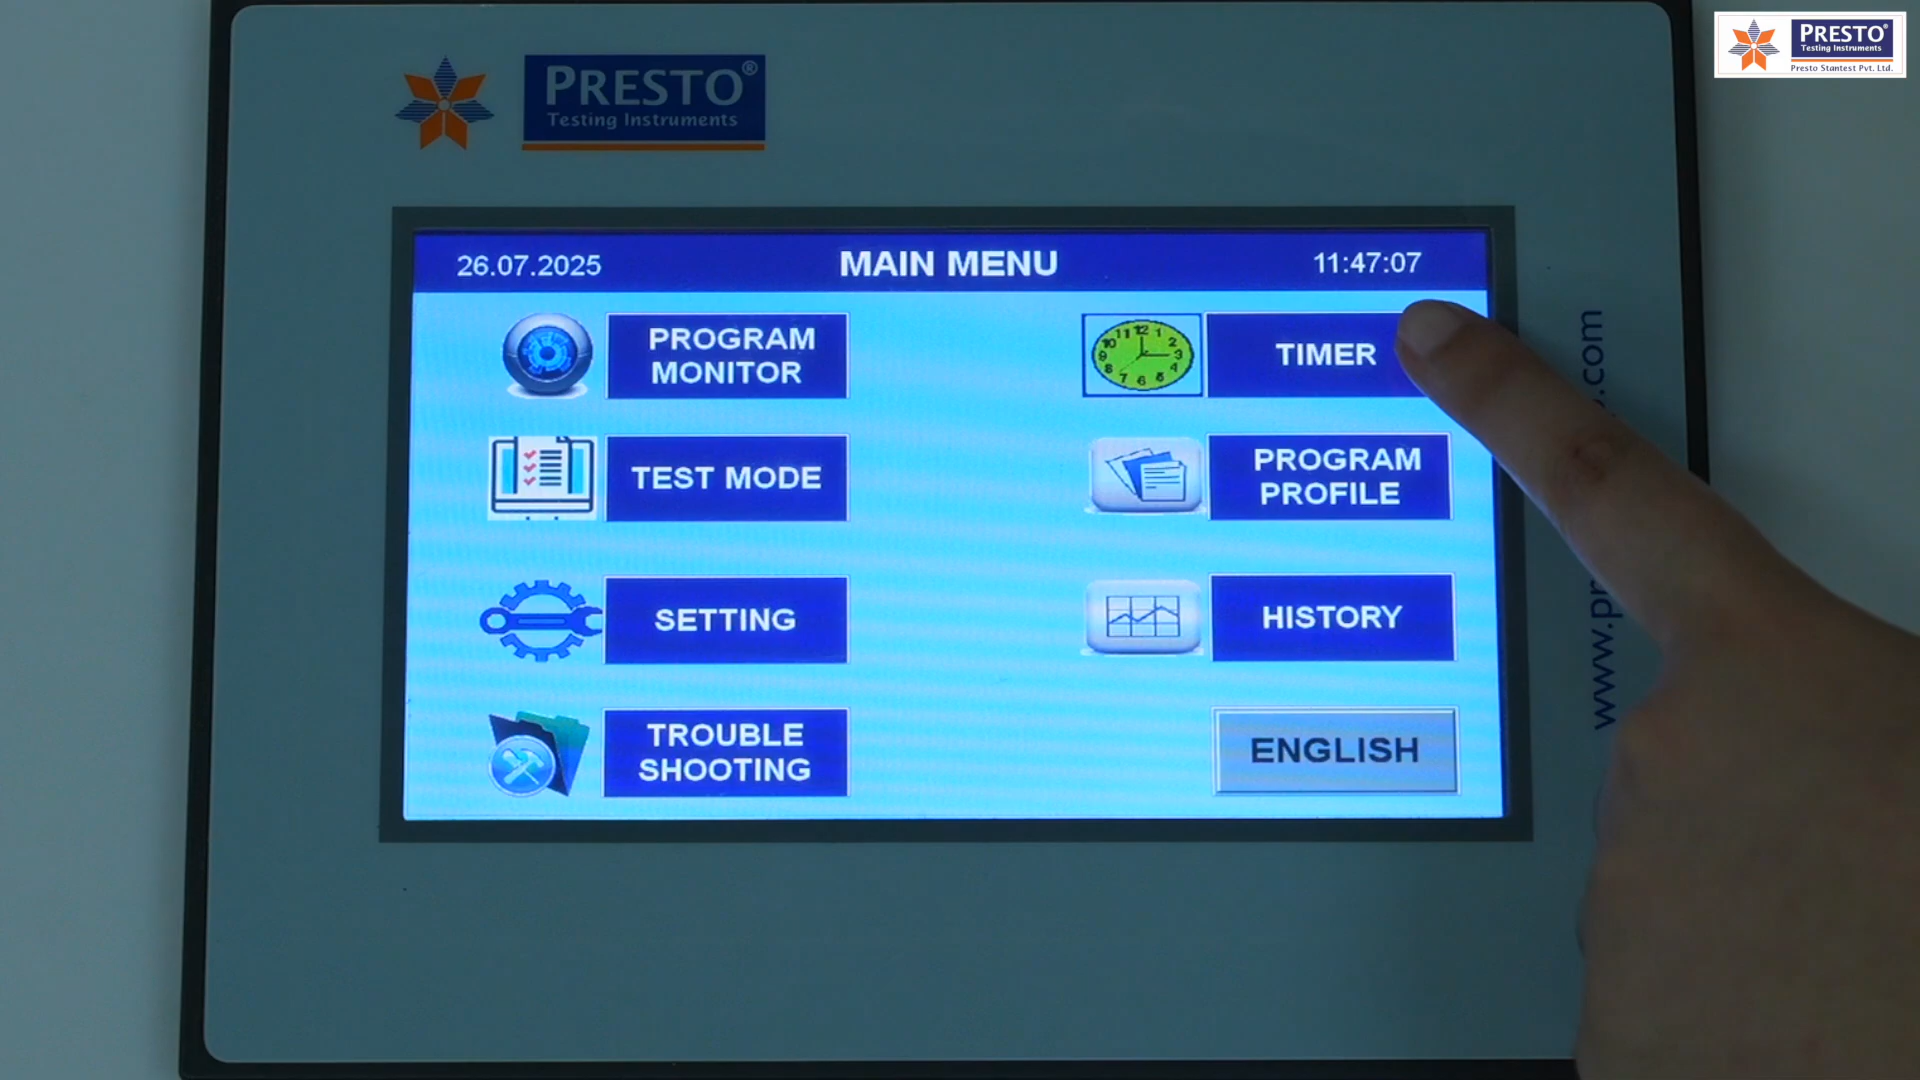 PRESTO®
Testing Instruments
Presto Stantest Pvt. Ltd.
PRESTO®
Testing Instruments
26.07.2025
MAIN MENU
11:47:07
PROGRAM
MONITOR
TIMER
TEST MODE
PROGRAM
PROFILE
SETTING
HISTORY
TROUBLE
SHOOTING
ENGLISH